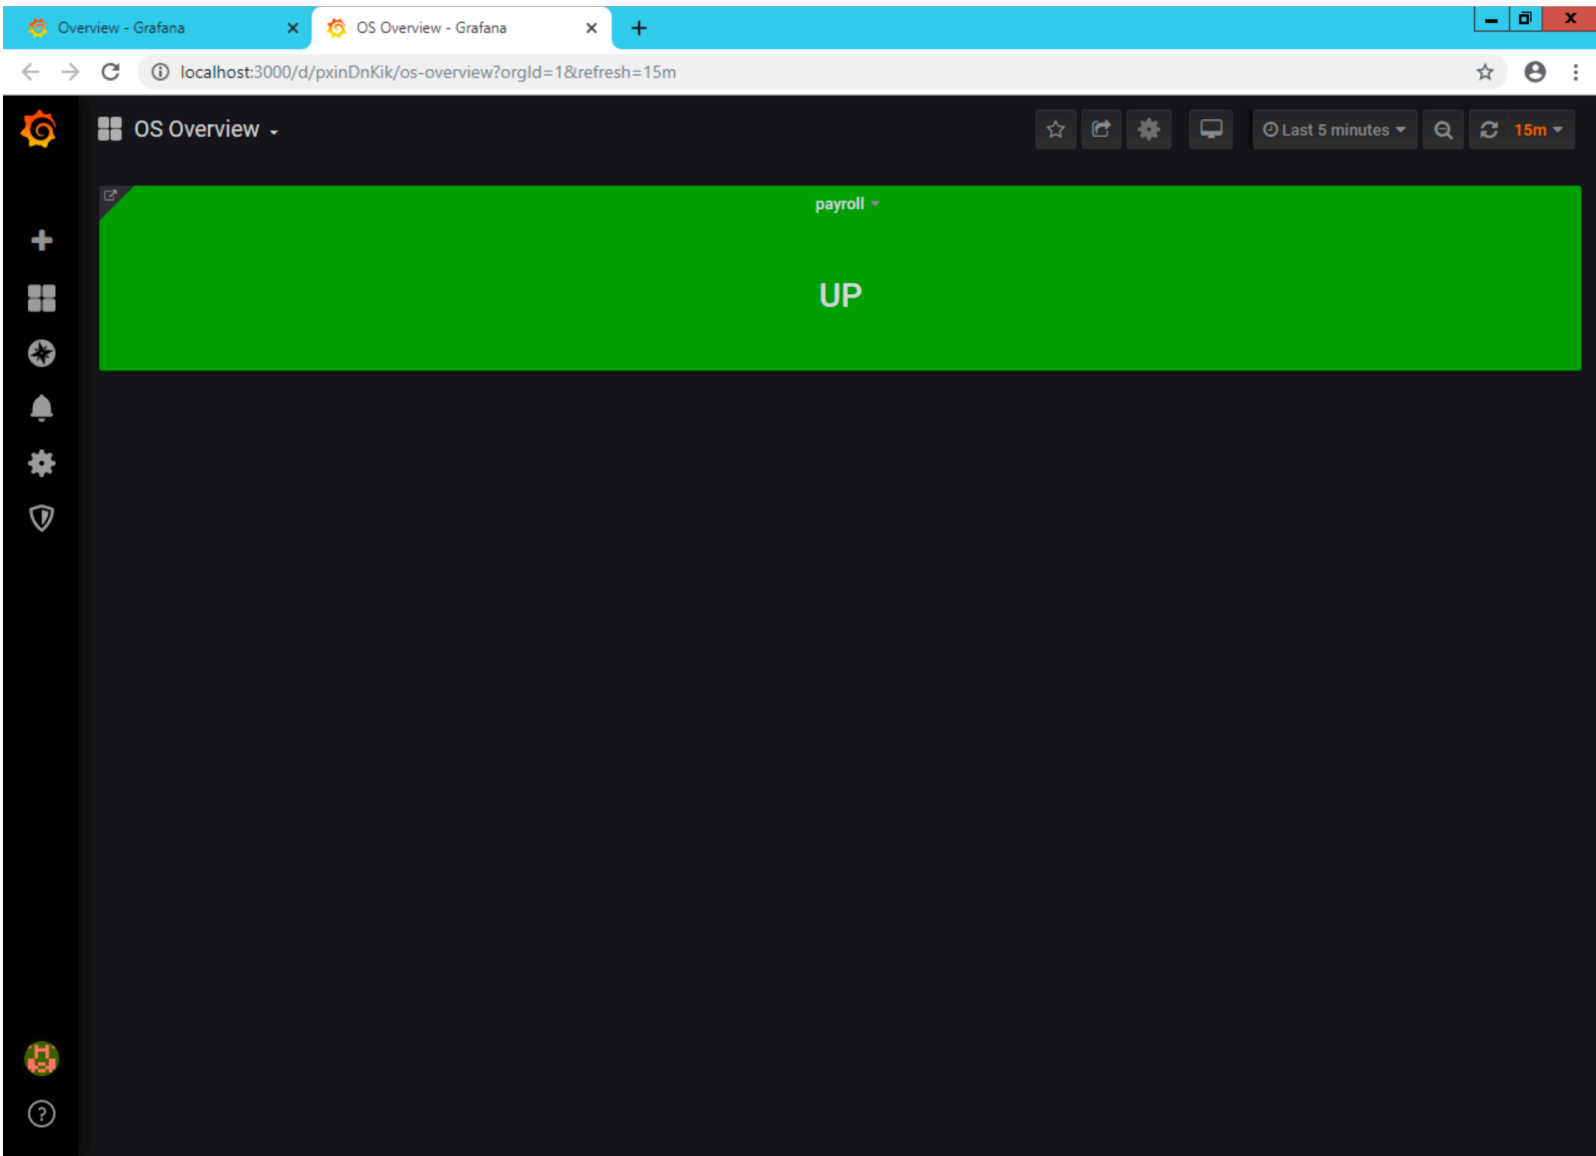 Overview - Grafana
OS Overview - Grafana
localhost:3000/d/pxinDnKik/os-overview?orgId=1&refresh=15m
OS Overview
Last 5 minutes
15m
payroll
UP